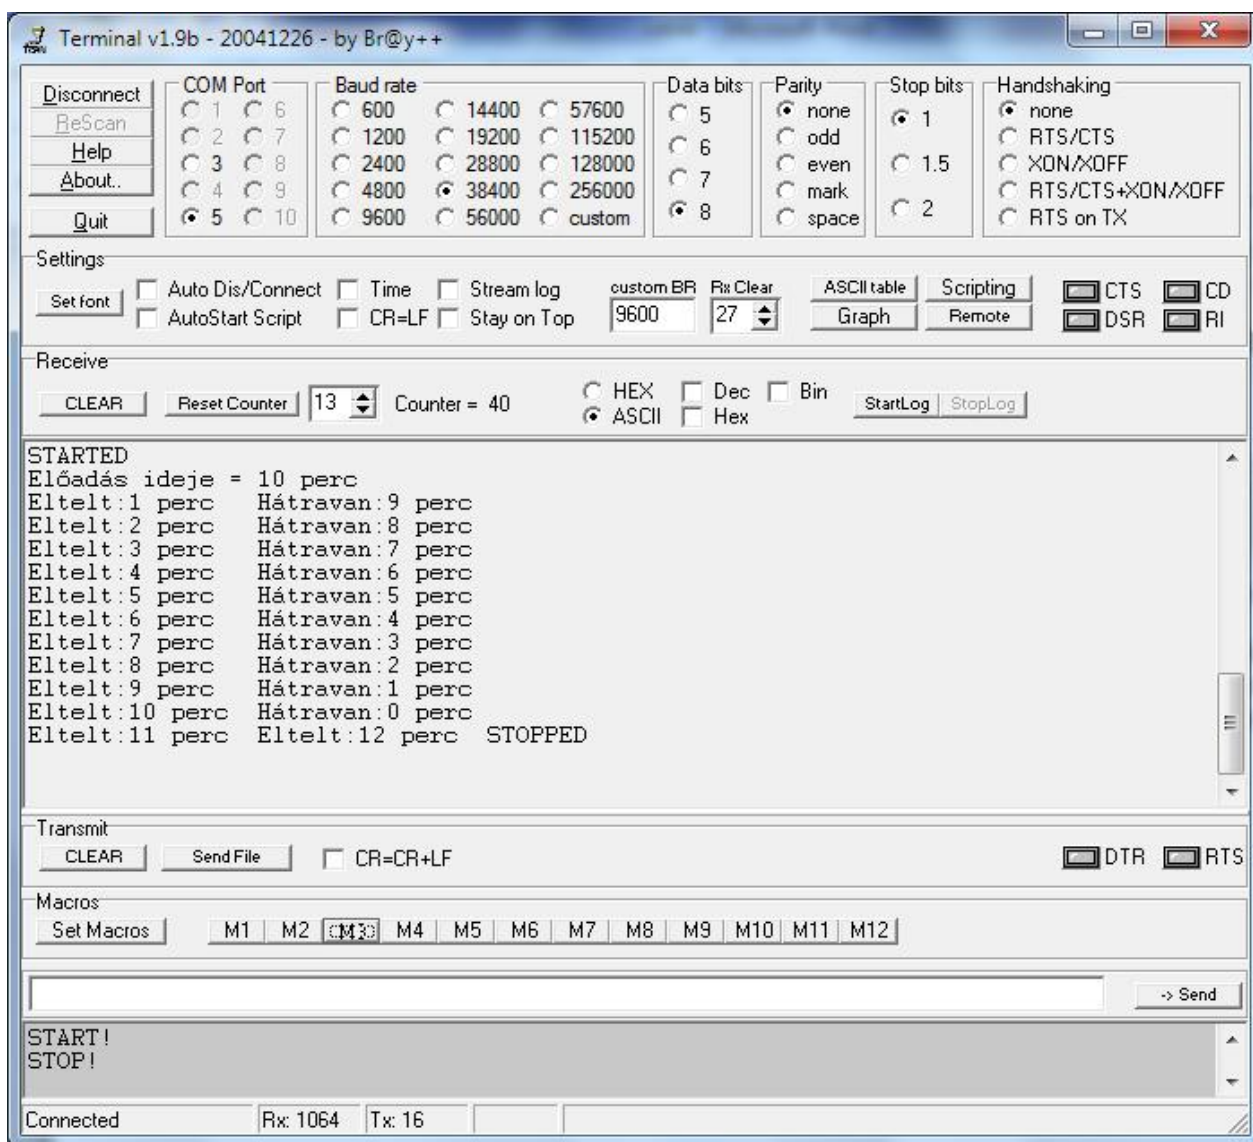 Terminal v1.9b - 20041226 - by Br@y++
Disconnect
ReScan
Help
About..
Quit
COM Port
1 6
2 7
3 8
4 9
5 10
Baud rate
600 14400 57600
1200 19200 115200
2400 28800 128000
4800 38400 256000
9600 56000 custom
Data bits
5
6
7
8
Parity
none
odd
even
mark
space
Stop bits
1
1.5
2
Handshaking
none
RTS/CTS
XON/XOFF
RTS/CTS+XON/XOFF
RTS on TX
Settings
Set font
Auto Dis/Connect Time Stream log
AutoStart Script CR=LF Stay on Top
custom BR Rx Clear
9600 27
ASCII table Scripting
Graph Remote
CTS CD
DSR RI
Receive
CLEAR Reset Counter 13 Counter = 40
HEX Dec Bin
ASCII Hex
StartLog StopLog
STARTED
Előadás ideje = 10 perc
Eltelt:1 perc Hátravan:9 perc
Eltelt:2 perc Hátravan:8 perc
Eltelt:3 perc Hátravan:7 perc
Eltelt:4 perc Hátravan:6 perc
Eltelt:5 perc Hátravan:5 perc
Eltelt:6 perc Hátravan:4 perc
Eltelt:7 perc Hátravan:3 perc
Eltelt:8 perc Hátravan:2 perc
Eltelt:9 perc Hátravan:1 perc
Eltelt:10 perc Hátravan:0 perc
Eltelt:11 perc Eltelt:12 perc STOPPED
Transmit
CLEAR Send File CR=CR+LF DTR RTS
Macros
Set Macros M1 M2 M3 M4 M5 M6 M7 M8 M9 M10 M11 M12
-> Send
START!
STOP!
Connected Rx: 1064 Tx: 16